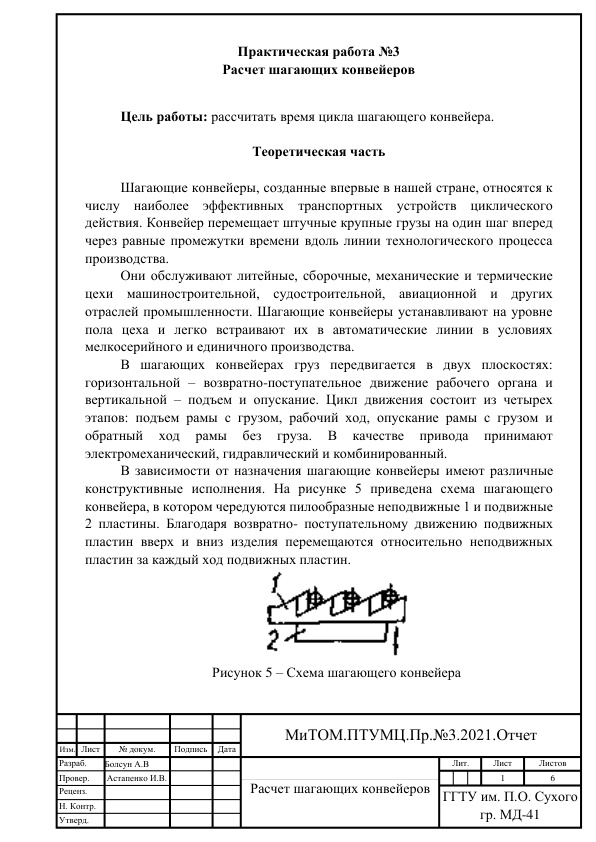 Практическая работа №3
Расчет шагающих конвейеров
Цель работы: рассчитать время цикла шагающего конвейера.
Теоретическая часть
Шагающие конвейеры, созданные впервые в нашей стране, относятся к
числу наиболее эффективных транспортных устройств циклического
действия. Конвейер перемещает штучные крупные грузы на один шаг вперед
через равные промежутки времени вдоль линии технологического процесса
производства.
Они обслуживают литейные, сборочные, механические и термические
цехи машиностроительной, судостроительной, авиационной и других
отраслей промышленности. Шагающие конвейеры устанавливают на уровне
пола цеха и легко встраивают их в автоматические линии в условиях
мелкосерийного и единичного производства.
В шагающих конвейерах груз передвигается в двух плоскостях:
горизонтальной – возвратно-поступательное движение рабочего органа и
вертикальной – подъем и опускание. Цикл движения состоит из четырех
этапов: подъем рамы с грузом, рабочий ход, опускание рамы с грузом и
обратный ход рамы без груза. В качестве привода принимают
электромеханический, гидравлический и комбинированный.
В зависимости от назначения шагающие конвейеры имеют различные
конструктивные исполнения. На рисунке 5 приведена схема шагающего
конвейера, в котором чередуются пилообразные неподвижные 1 и подвижные
2 пластины. Благодаря возвратно- поступательному движению подвижных
пластин вверх и вниз изделия перемещаются относительно неподвижных
пластин за каждый ход подвижных пластин.
1
2
1
Рисунок 5 – Схема шагающего конвейера
МиТОМ.ПТУМЦ.Пр.№3.2021.Отчет
Изм. Лист № докум. Подпись Дата
Разраб. Болсун А.В
Провер. Астапенко И.В.
Реценз.
Н. Контр.
Утверд.
Расчет шагающих конвейеров
Лит. Лист Листов
1 6
ГГТУ им. П.О. Сухого
гр. МД-41